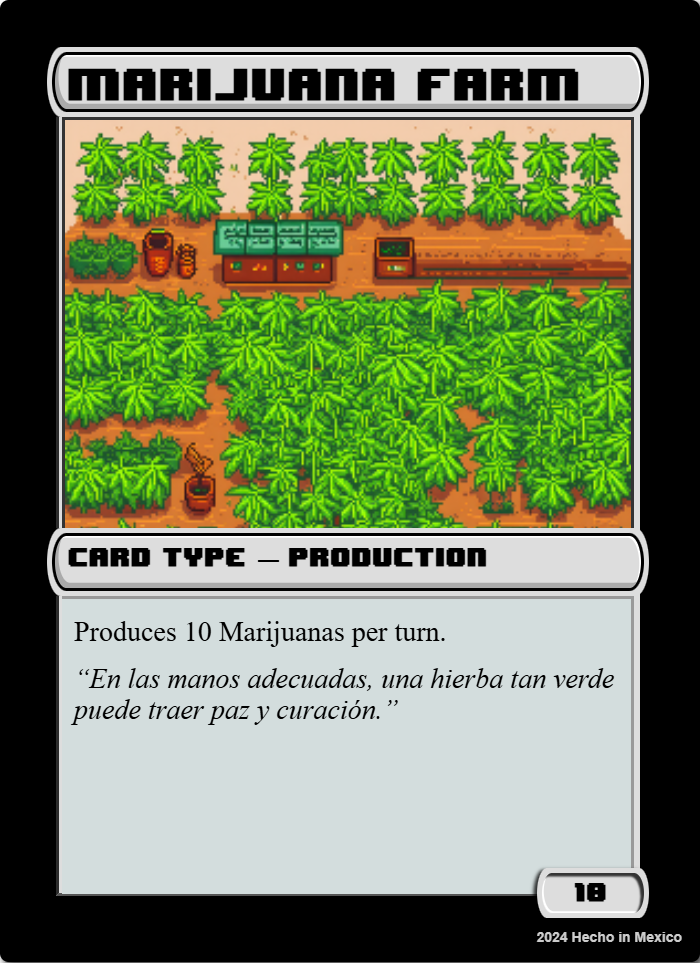 MARIJUANA FARM
CARD TYPE — PRODUCTION
Produces 10 Marijuanas per turn.
“En las manos adecuadas, una hierba tan verde
puede traer paz y curación.”
10
2024 Hecho in Mexico